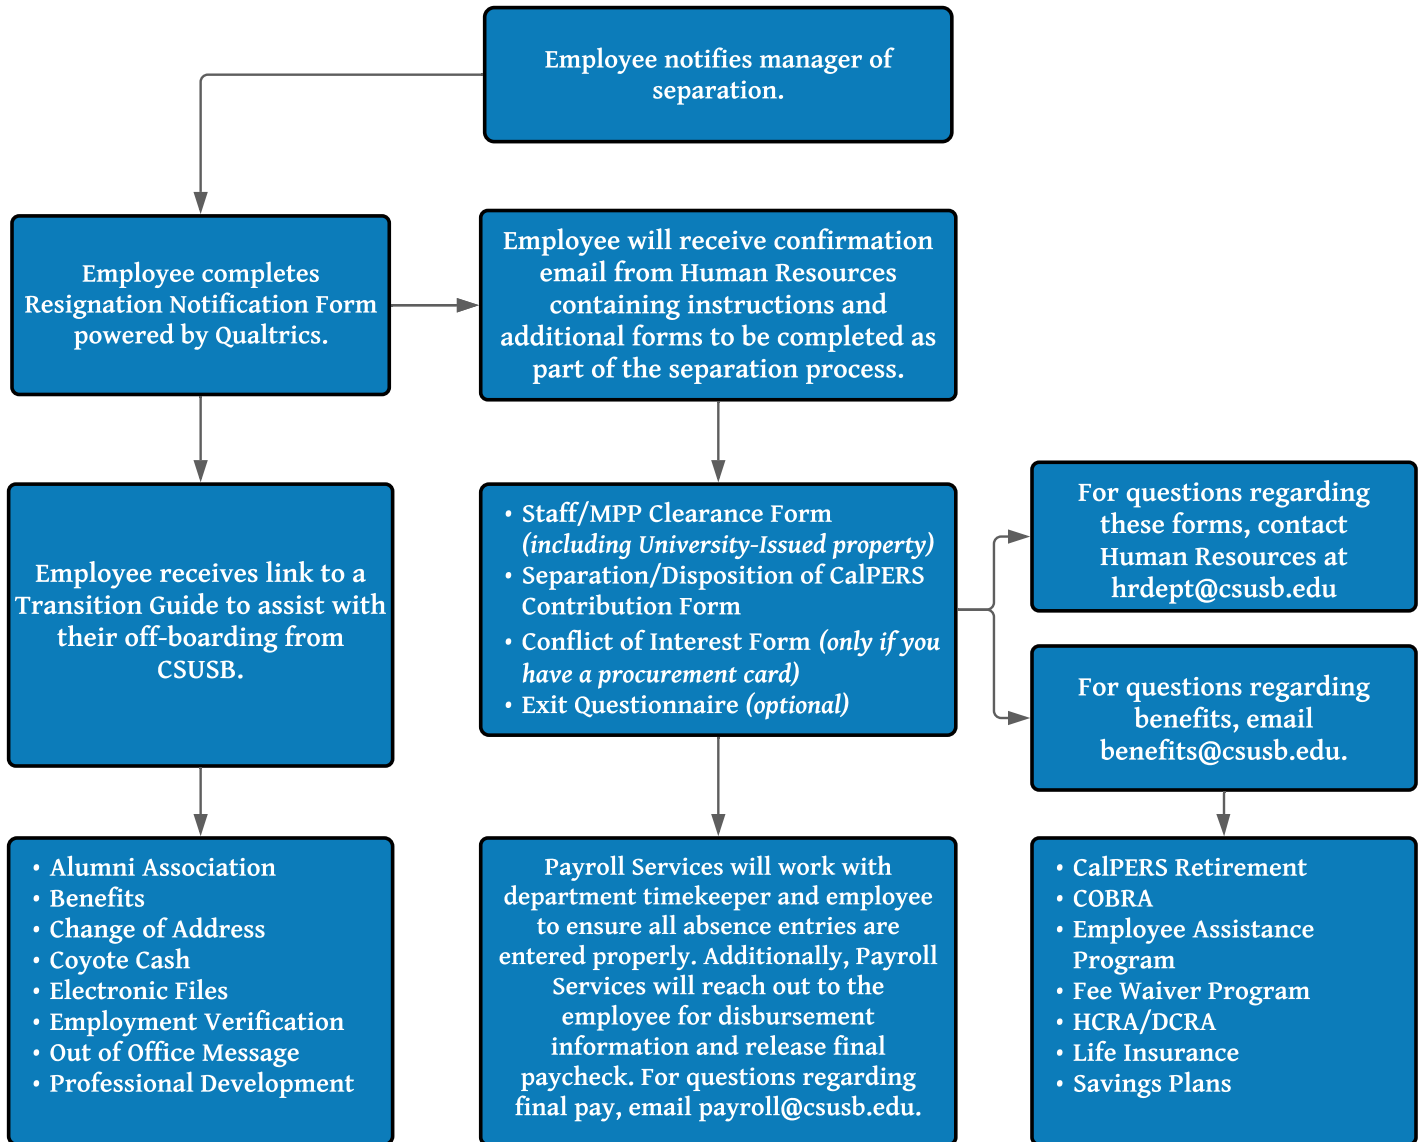 Employee notifies manager of
separation.
Employee completes
Resignation Notification Form
powered by Qualtrics.
Employee will receive confirmation
email from Human Resources
containing instructions and
additional forms to be completed as
part of the separation process.
Employee receives link to a
Transition Guide to assist with
their off-boarding from
CSUSB.
• Staff/MPP Clearance Form
(including University-Issued property)
• Separation/Disposition of CalPERS
Contribution Form
• Conflict of Interest Form (only if you
have a procurement card)
• Exit Questionnaire (optional)
For questions regarding
these forms, contact
Human Resources at
hrdept@csusb.edu
For questions regarding
benefits, email
benefits@csusb.edu.
• Alumni Association
• Benefits
• Change of Address
• Coyote Cash
• Electronic Files
• Employment Verification
• Out of Office Message
• Professional Development
Payroll Services will work with
department timekeeper and employee
to ensure all absence entries are
entered properly. Additionally, Payroll
Services will reach out to the
employee for disbursement
information and release final
paycheck. For questions regarding
final pay, email payroll@csusb.edu.
• CalPERS Retirement
• COBRA
• Employee Assistance
Program
• Fee Waiver Program
• HCRA/DCRA
• Life Insurance
• Savings Plans